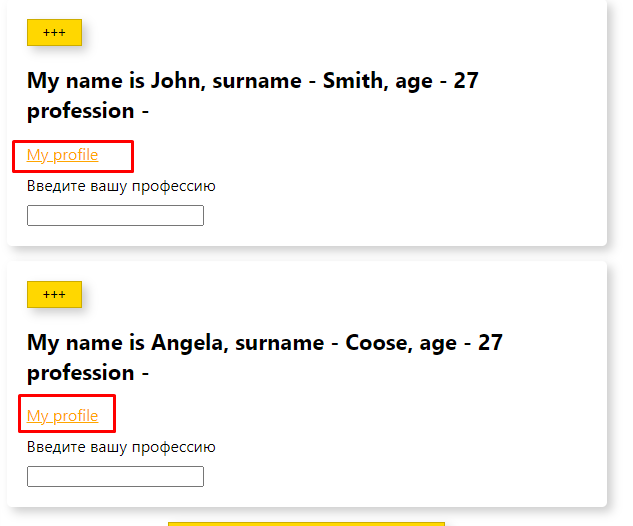 +++
My name is John, surname - Smith, age - 27
profession -
My profile
Введите вашу профессию
+++
My name is Angela, surname - Coose, age - 27
profession -
My profile
Введите вашу профессию